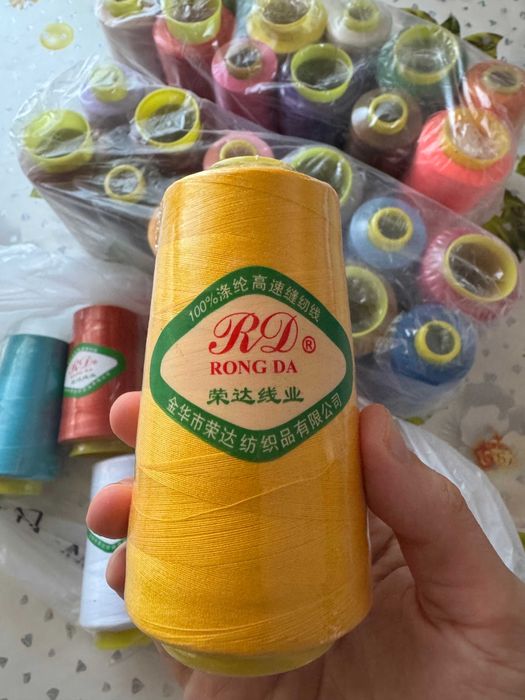 100%涤纶高速缝纫线
RD®
RONG DA
荣达线业
金华市荣达纺织品有限公司